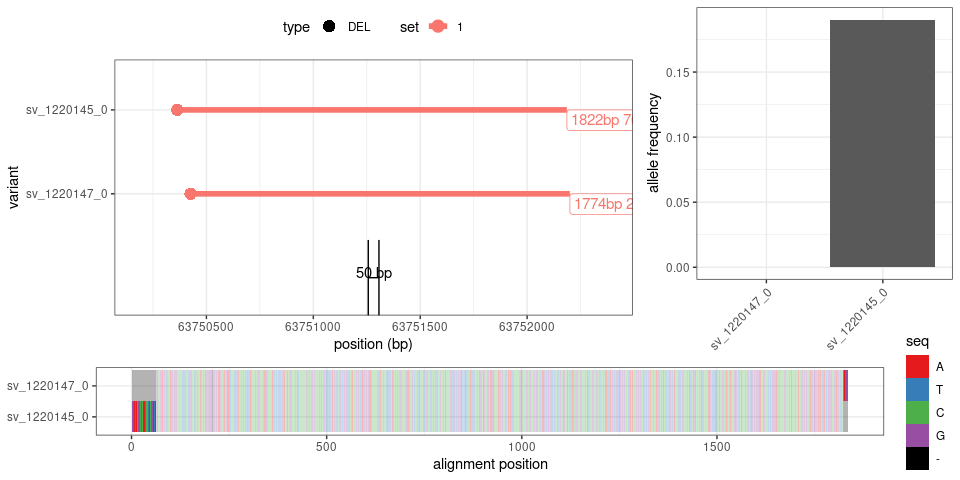 type DEL set 1
variant
sv_1220145_0
sv_1220147_0
1822bp
1774bp
50 bp
63750500 63751000 63751500 63752000
position (bp)
allele frequency
0.15
0.10
0.05
0.00
sv_1220147_0 sv_1220145_0
sv_1220147_0
sv_1220145_0
0 500 1000 1500
alignment position
seq
A
T
C
G
-